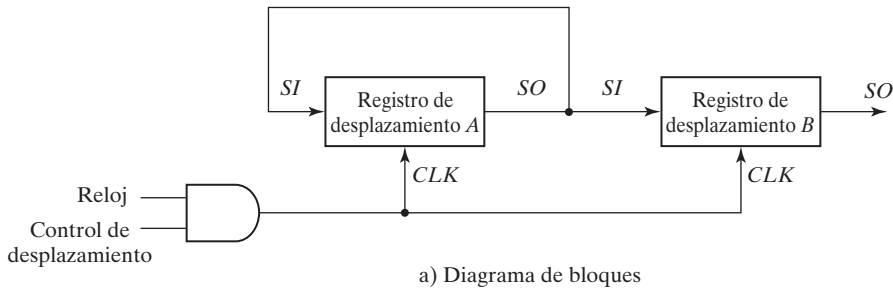 SI
Registro de
desplazamiento A
SO
SI
Registro de
desplazamiento B
SO
CLK
CLK
Reloj
Control de
desplazamiento
a) Diagrama de bloques